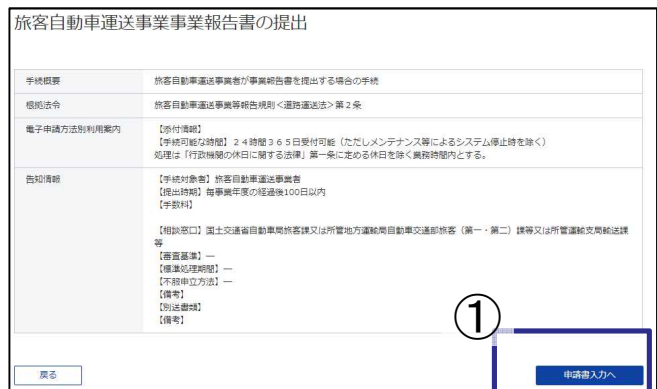 旅客自動車運送事業事業報告書の提出
手続概要
旅客自動車運送事業者が事業報告書を提出する場合の手続
根拠法令
旅客自動車運送事業等報告規則＜道路運送法＞第２条
電子申請方法別利用案内
【添付情報】
【手続可能な時間】２４時間３６５日受付可能（ただしメンテナンス等によるシステム停止時を除く）
処理は「行政機関の休日に関する法律」第一条に定める休日を除く業務時間内とする。
告知情報
【手続対象者】旅客自動車運送事業者
【提出時期】毎事業年度の経過後100日以内
【手数料】
【相談窓口】国土交通省自動車局旅客課又は所管地方運輸局自動車交通部旅客（第一・第二）課等又は所管運輸支局輸送課
等
【審査基準】―
【標準処理期間】―
【不服申立方法】―
【備考】
【別送書類】
【備考】
①
戻る
申請書入力へ